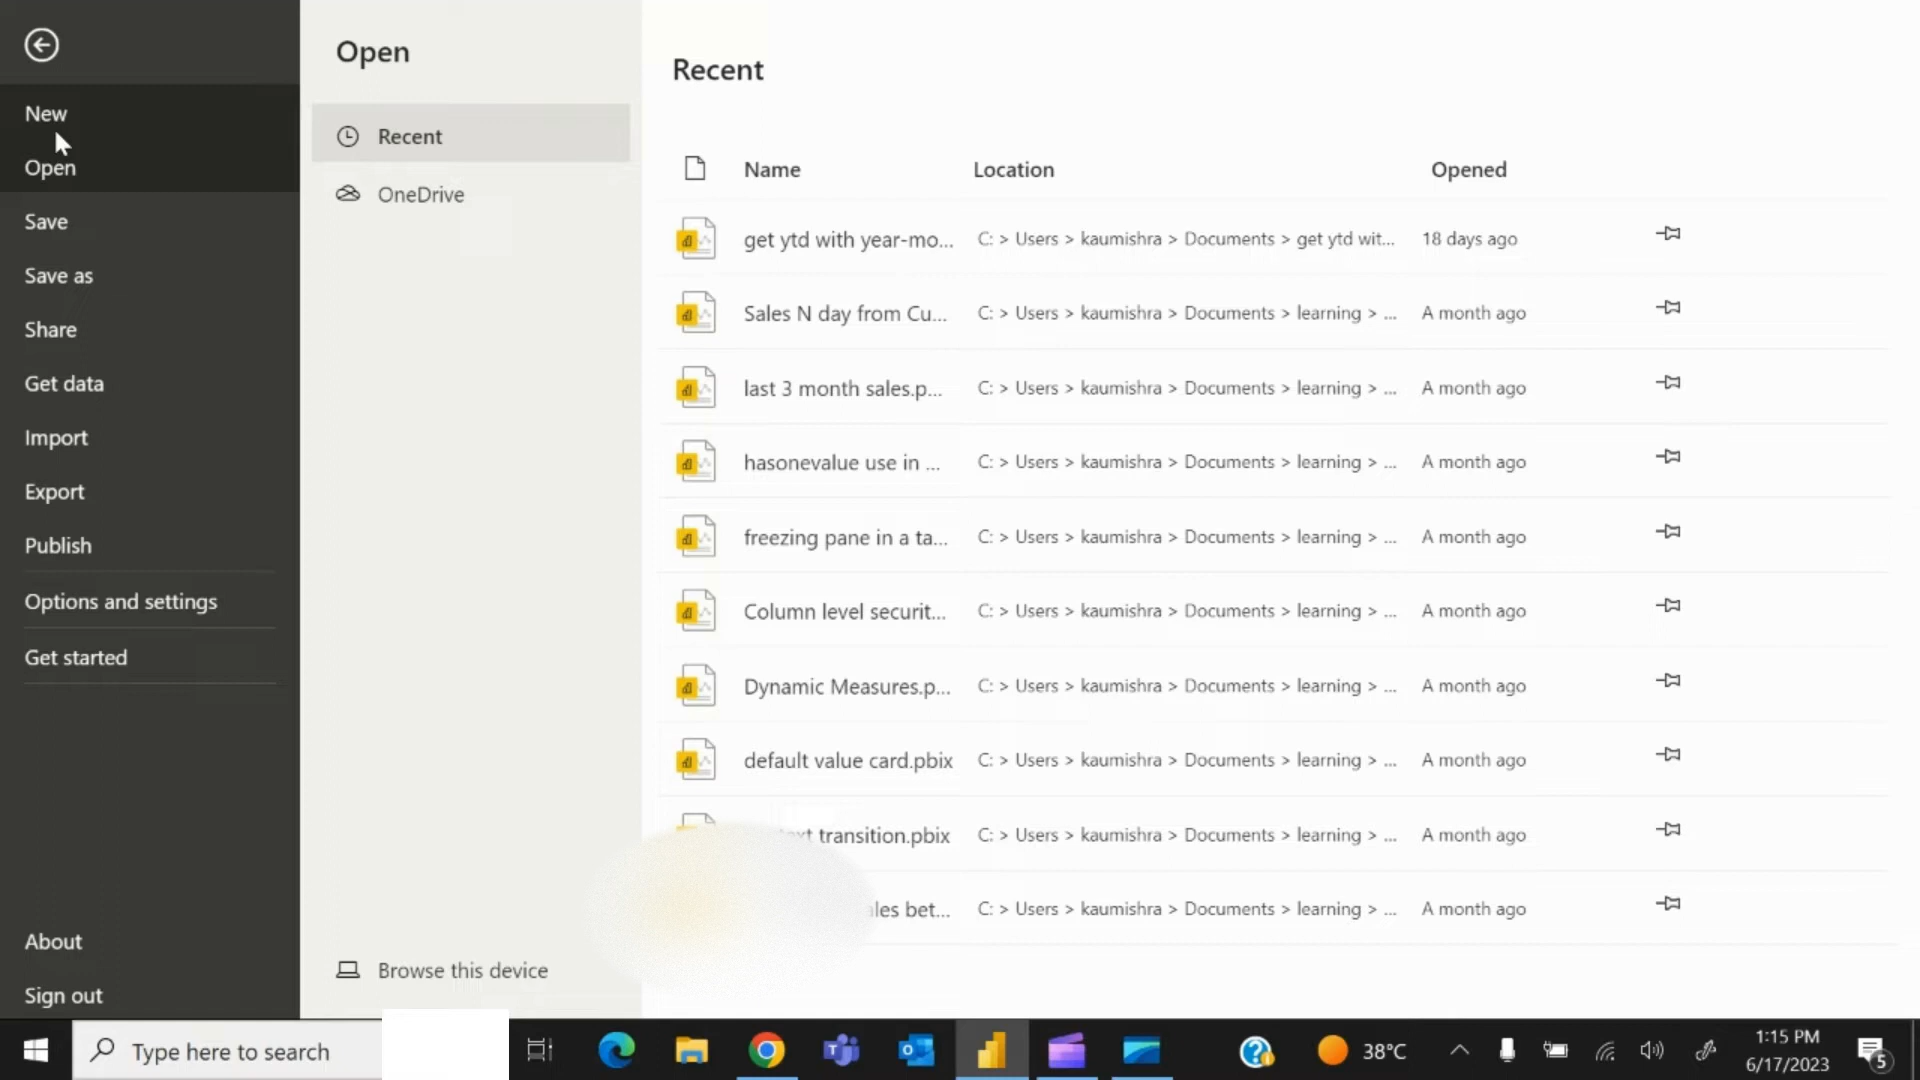 New
Open
Save
Save as
Share
Get data
Import
Export
Publish
Options and settings
Get started
About
Sign out
Open
Recent
OneDrive
Browse this device
Recent
Name Location Opened
get ytd with year-mo... C: > Users > kaumishra > Documents > get ytd wit... 18 days ago
Sales N day from Cu... C: > Users > kaumishra > Documents > learning > ... A month ago
last 3 month sales.p... C: > Users > kaumishra > Documents > learning > ... A month ago
hasonevalue use in ... C: > Users > kaumishra > Documents > learning > ... A month ago
freezing pane in a ta... C: > Users > kaumishra > Documents > learning > ... A month ago
Column level securit... C: > Users > kaumishra > Documents > learning > ... A month ago
Dynamic Measures.p... C: > Users > kaumishra > Documents > learning > ... A month ago
default value card.pbix C: > Users > kaumishra > Documents > learning > ... A month ago
transition.pbix C: > Users > kaumishra > Documents > learning > ... A month ago
bet... C: > Users > kaumishra > Documents > learning > ... A month ago
Type here to search
38°C
1:15 PM
6/17/2023
5